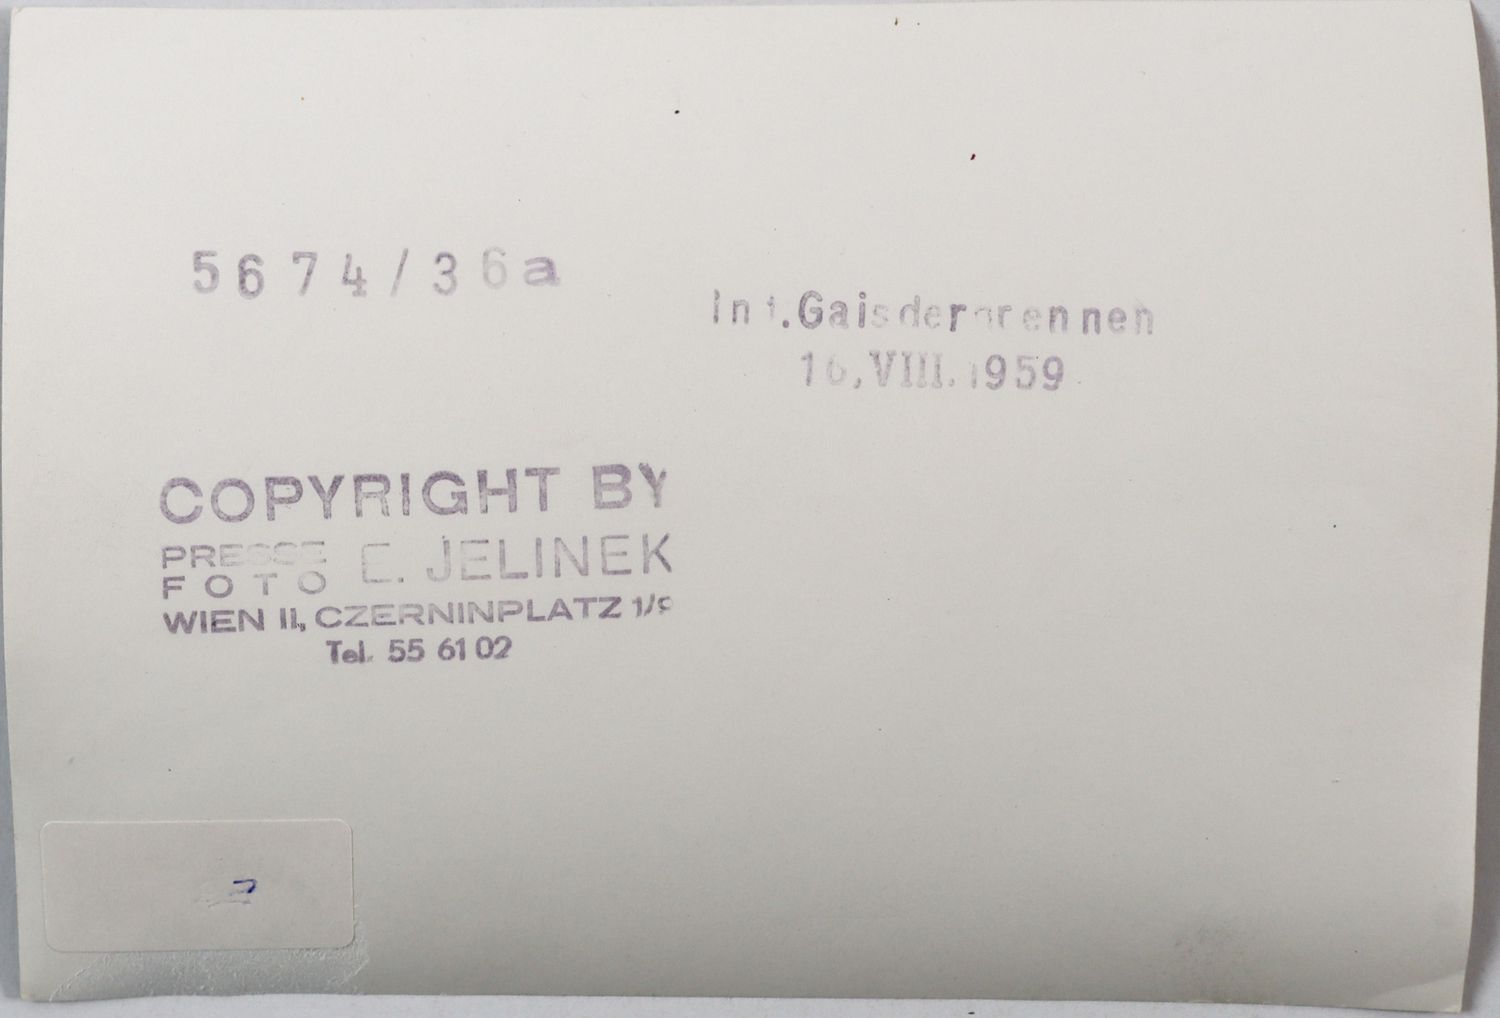 5674/36a
Int.Gaisdergrennen
16.VIII.1959
COPYRIGHT BY
PRESSE FOTO E. JELINEK
WIEN II, CZERNINPLATZ 1/9
Tel. 55 61 02